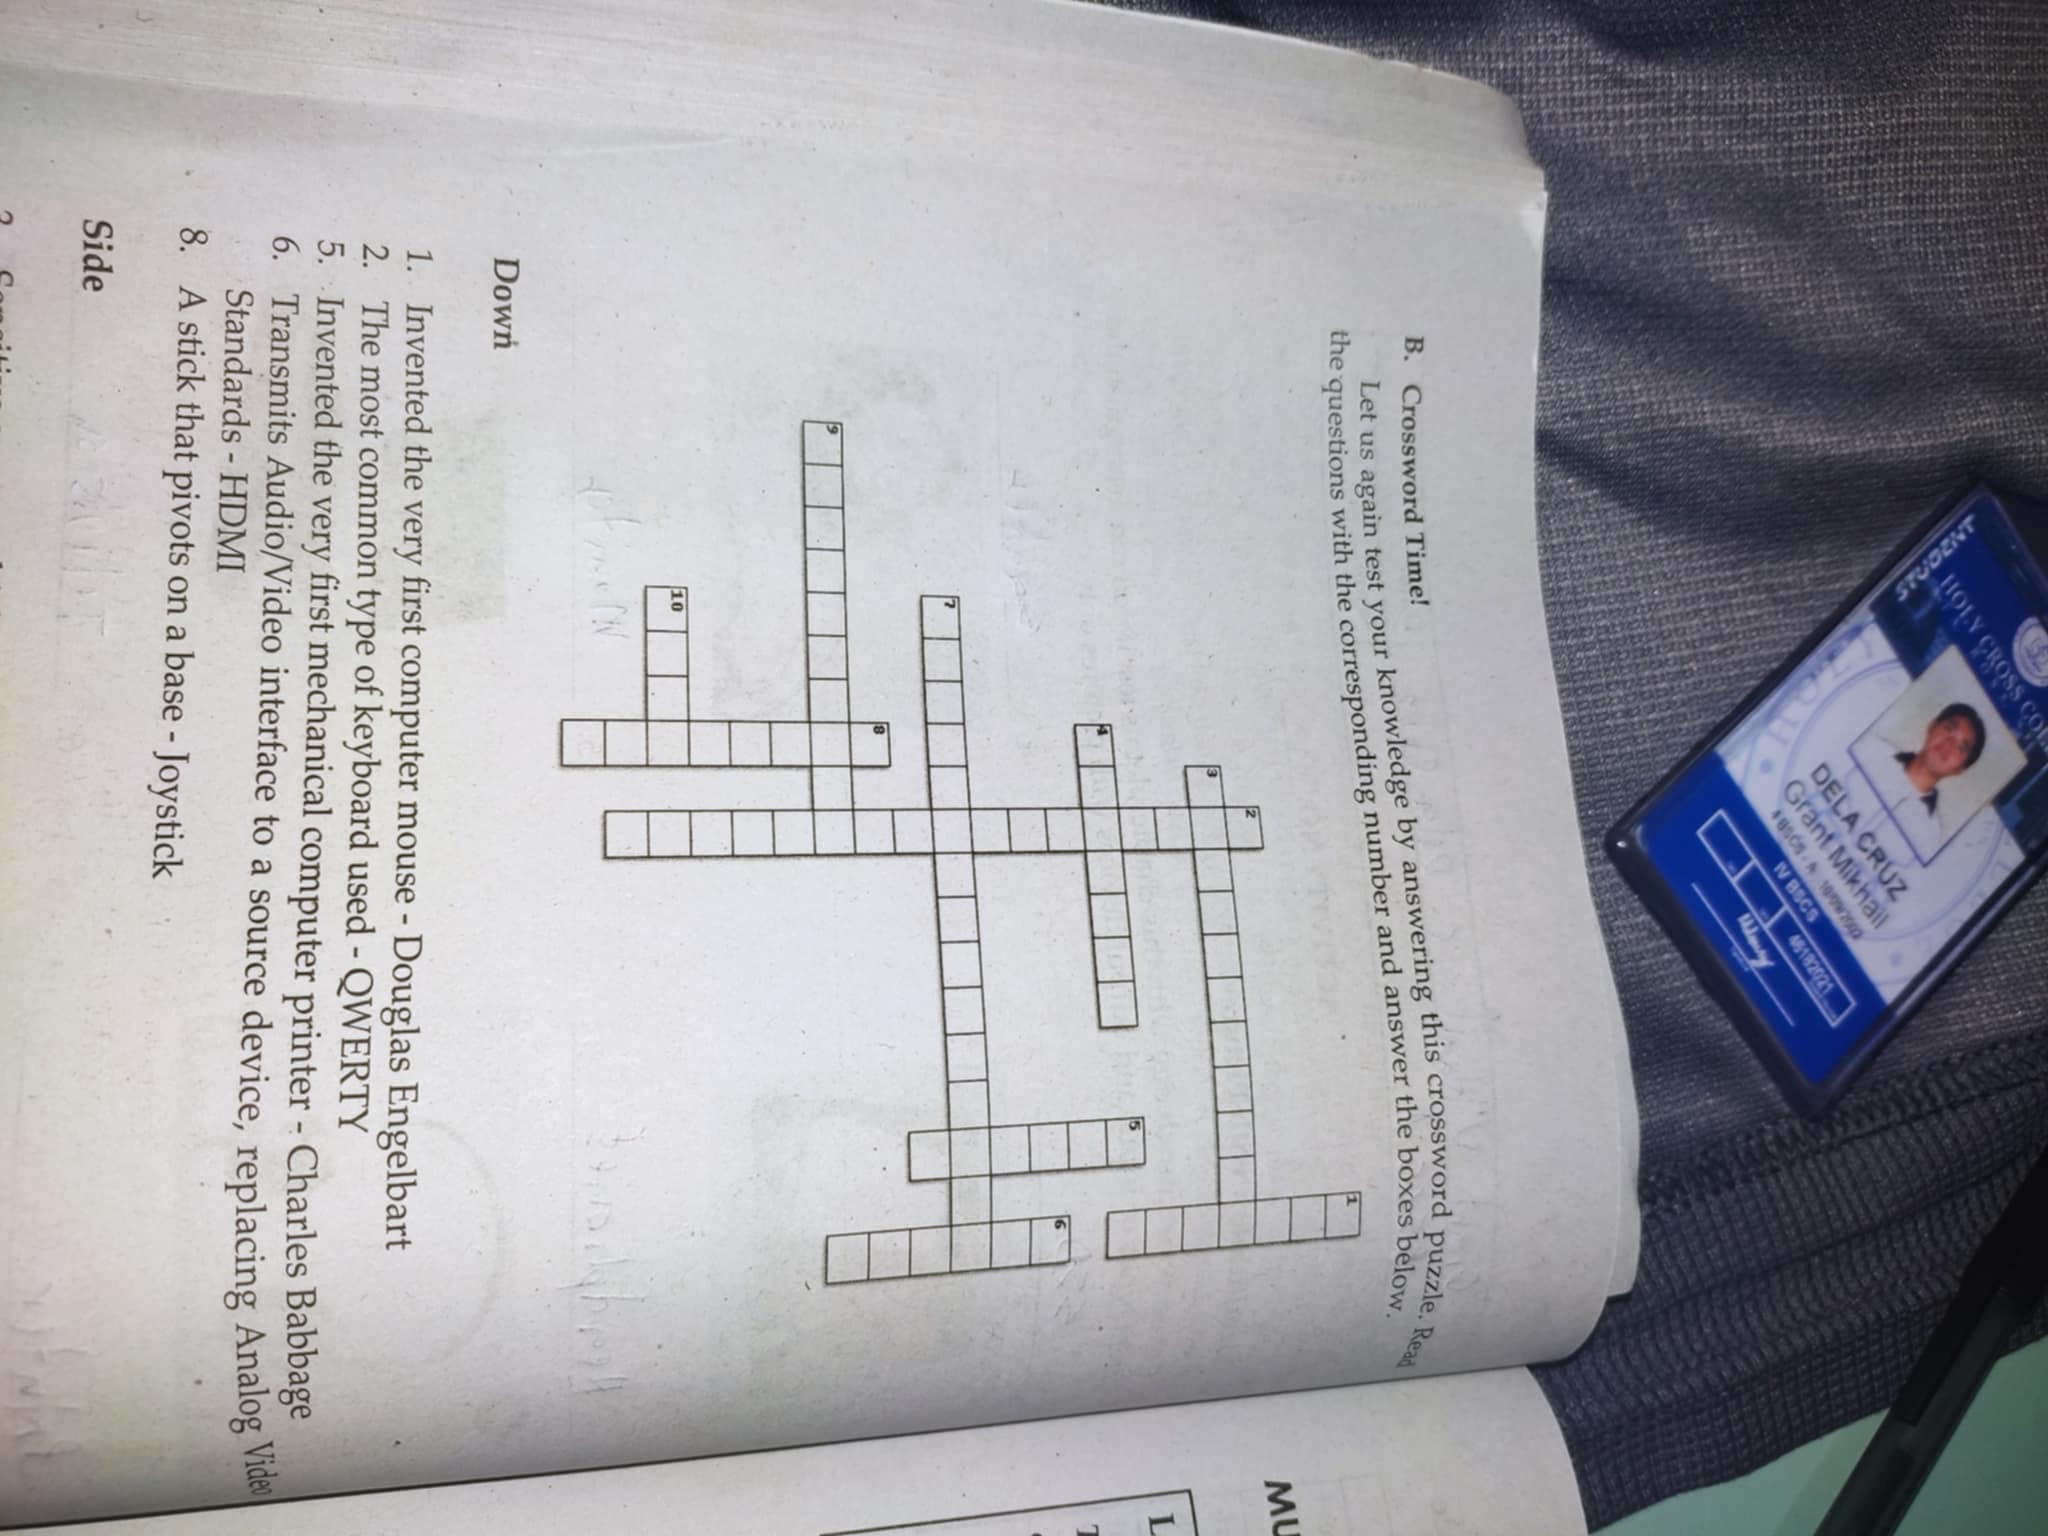 B. Crossword Time!
Let us again test your knowledge by answering this crossword puzzle. Read
the questions with the corresponding number and answer the boxes below.
1
2
3
4
5
6
7
8
9
10
Down
1. Invented the very first computer mouse - Douglas Engelbart
2. The most common type of keyboard used - QWERTY
5. Invented the very first mechanical computer printer - Charles Babbage
6. Transmits Audio/Video interface to a source device, replacing Analog Video
Standards - HDMI
8. A stick that pivots on a base - Joystick
Side
MU
L
STUDENT
HOLY CROSS
DELA CRUZ
Grant Mikhail
IV BSCS